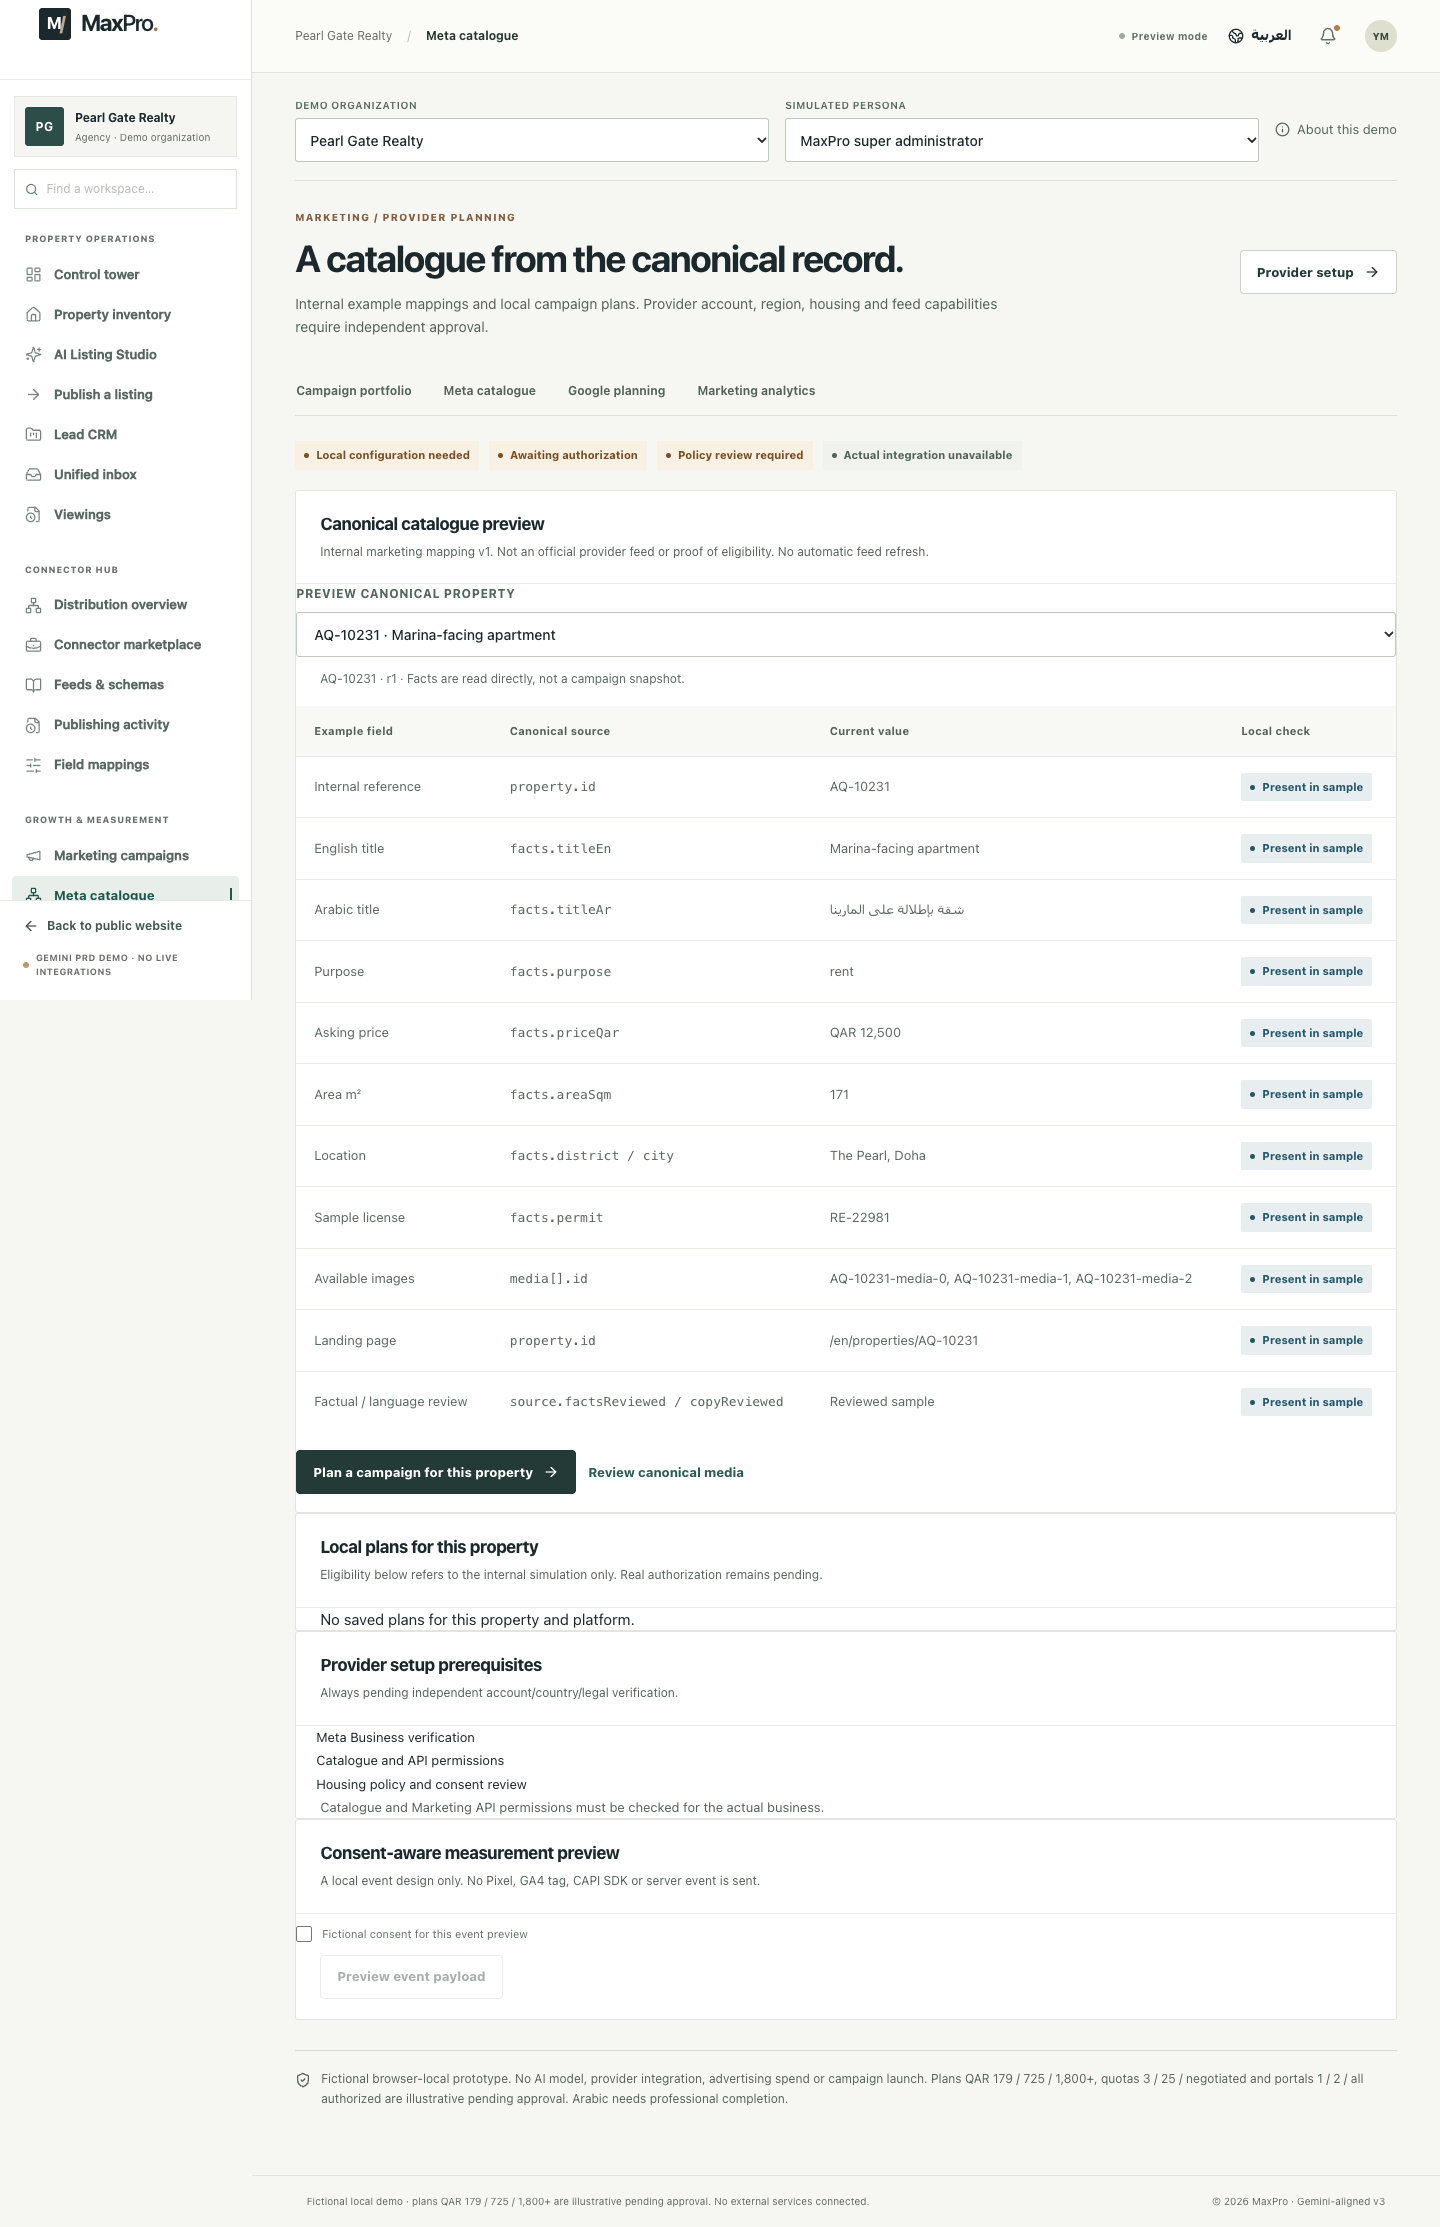 M/ MaxPro.
PG
Pearl Gate Realty
Agency · Demo organization
Find a workspace...
PROPERTY OPERATIONS
Control tower
Property inventory
AI Listing Studio
Publish a listing
Lead CRM
Unified inbox
Viewings
CONNECTOR HUB
Distribution overview
Connector marketplace
Feeds & schemas
Publishing activity
Field mappings
GROWTH & MEASUREMENT
Marketing campaigns
Meta catalogue
Back to public website
GEMINI PRD DEMO · NO LIVE
INTEGRATIONS
Pearl Gate Realty / Meta catalogue
Preview mode
العربية
YM
DEMO ORGANIZATION
Pearl Gate Realty
SIMULATED PERSONA
MaxPro super administrator
About this demo
MARKETING / PROVIDER PLANNING
A catalogue from the canonical record.
Internal example mappings and local campaign plans. Provider account, region, housing and feed capabilities
require independent approval.
Provider setup
Campaign portfolio Meta catalogue Google planning Marketing analytics
Local configuration needed Awaiting authorization Policy review required Actual integration unavailable
Canonical catalogue preview
Internal marketing mapping v1. Not an official provider feed or proof of eligibility. No automatic feed refresh.
PREVIEW CANONICAL PROPERTY
AQ-10231 · Marina-facing apartment
AQ-10231 · r1 · Facts are read directly, not a campaign snapshot.
Example field Canonical source Current value Local check
Internal reference property.id AQ-10231 Present in sample
English title facts.titleEn Marina-facing apartment Present in sample
Arabic title facts.titleAr شقة بإطلالة على المارينا Present in sample
Purpose facts.purpose rent Present in sample
Asking price facts.priceQar QAR 12,500 Present in sample
Area m² facts.areaSqm 171 Present in sample
Location facts.district / city The Pearl, Doha Present in sample
Sample license facts.permit RE-22981 Present in sample
Available images media[].id AQ-10231-media-0, AQ-10231-media-1, AQ-10231-media-2 Present in sample
Landing page property.id /en/properties/AQ-10231 Present in sample
Factual / language review source.factsReviewed / copyReviewed Reviewed sample Present in sample
Plan a campaign for this property Review canonical media
Local plans for this property
Eligibility below refers to the internal simulation only. Real authorization remains pending.
No saved plans for this property and platform.
Provider setup prerequisites
Always pending independent account/country/legal verification.
Meta Business verification
Catalogue and API permissions
Housing policy and consent review
Catalogue and Marketing API permissions must be checked for the actual business.
Consent-aware measurement preview
A local event design only. No Pixel, GA4 tag, CAPI SDK or server event is sent.
Fictional consent for this event preview
Preview event payload
Fictional browser-local prototype. No AI model, provider integration, advertising spend or campaign launch. Plans QAR 179 / 725 / 1,800+, quotas 3 / 25 / negotiated and portals 1 / 2 / all
authorized are illustrative pending approval. Arabic needs professional completion.
Fictional local demo · plans QAR 179 / 725 / 1,800+ are illustrative pending approval. No external services connected.
© 2026 MaxPro · Gemini-aligned v3